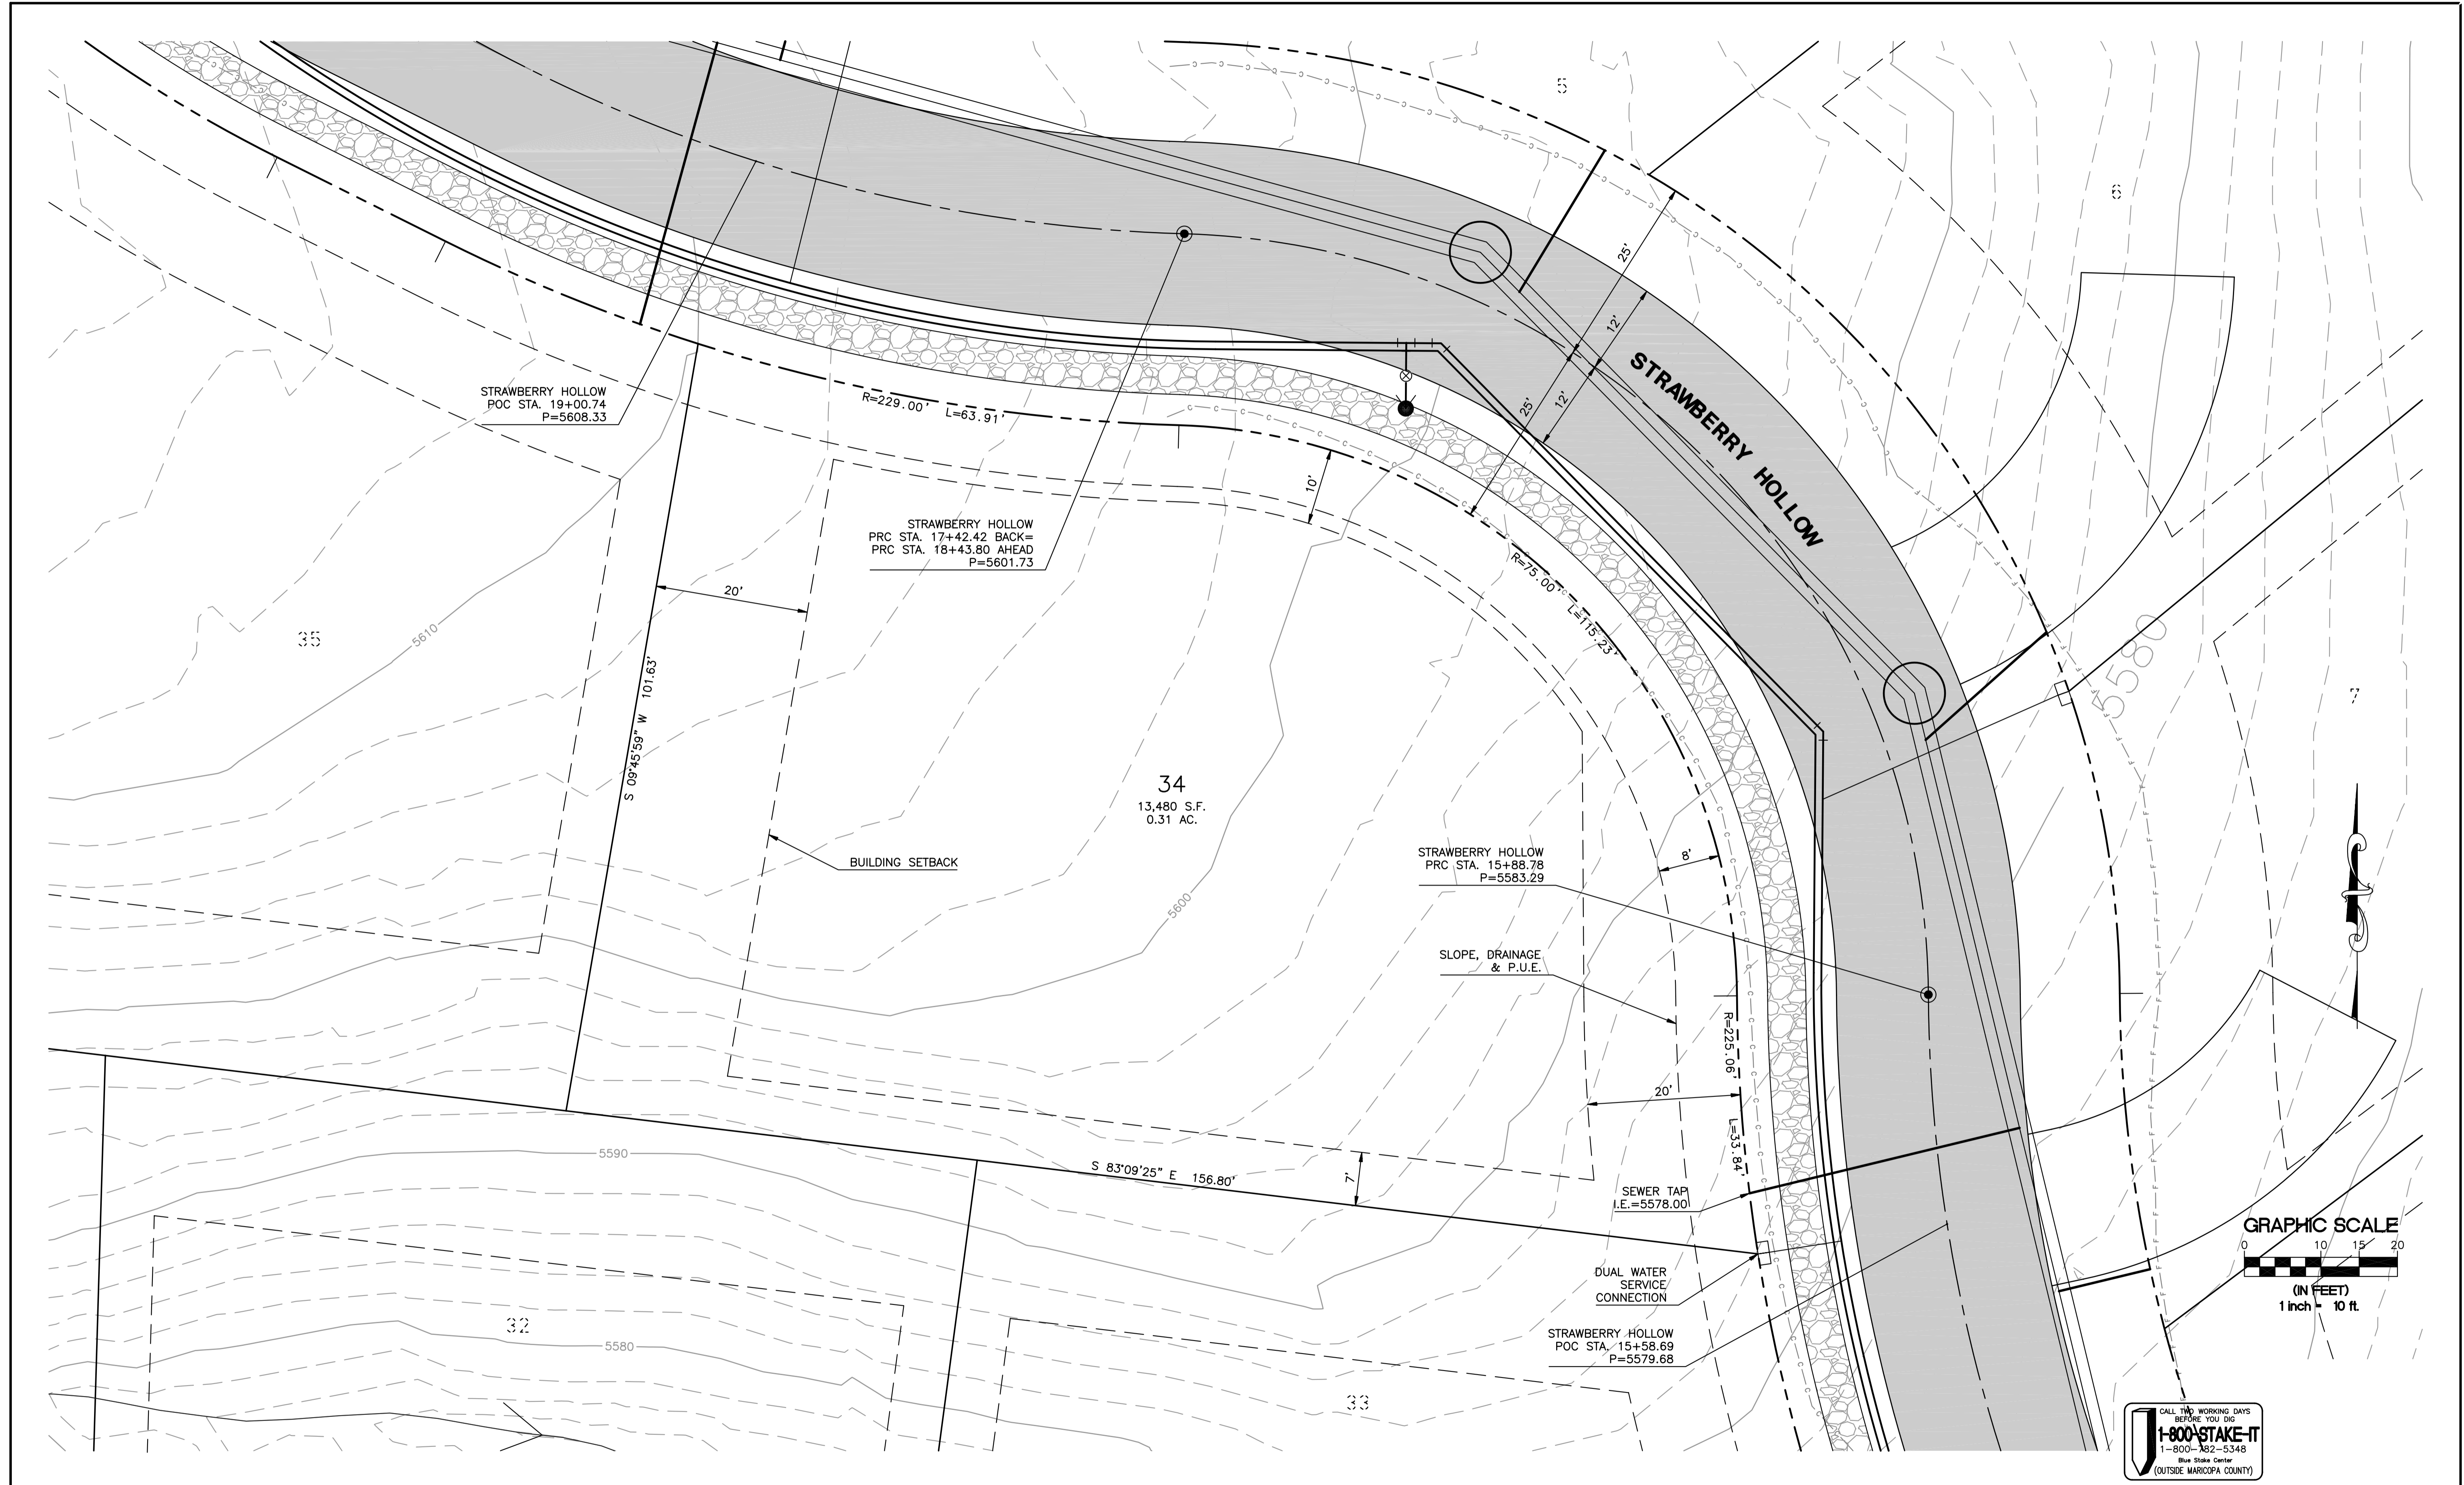 5
6
25'
12'
STRAWBERRY HOLLOW
25'
12'
STRAWBERRY HOLLOW
POC STA. 19+00.74
P=5608.33
R=229.00' L=63.91'
10'
STRAWBERRY HOLLOW
PRC STA. 17+42.42 BACK=
PRC STA. 18+43.80 AHEAD
P=5601.73
R=75.00' L=115.23'
20'
35
5610
S 09°45'59" W 101.63'
5580
7
34
13,480 S.F.
0.31 AC.
BUILDING SETBACK
5600
STRAWBERRY HOLLOW
PRC STA. 15+88.78
P=5583.29
8'
SLOPE, DRAINAGE
& P.U.E.
R=225.06' L=33.84'
20'
5590
S 83°09'25" E 156.80'
7'
SEWER TAP
I.E.=5578.00
DUAL WATER
SERVICE
CONNECTION
STRAWBERRY HOLLOW
POC STA. 15+58.69
P=5579.68
32
5580
33
GRAPHIC SCALE
0 10 15 20
(IN FEET)
1 inch = 10 ft.
CALL TWO WORKING DAYS
BEFORE YOU DIG
1-800-STAKE-IT
1-800-782-5348
Blue Stake Center
(OUTSIDE MARICOPA COUNTY)